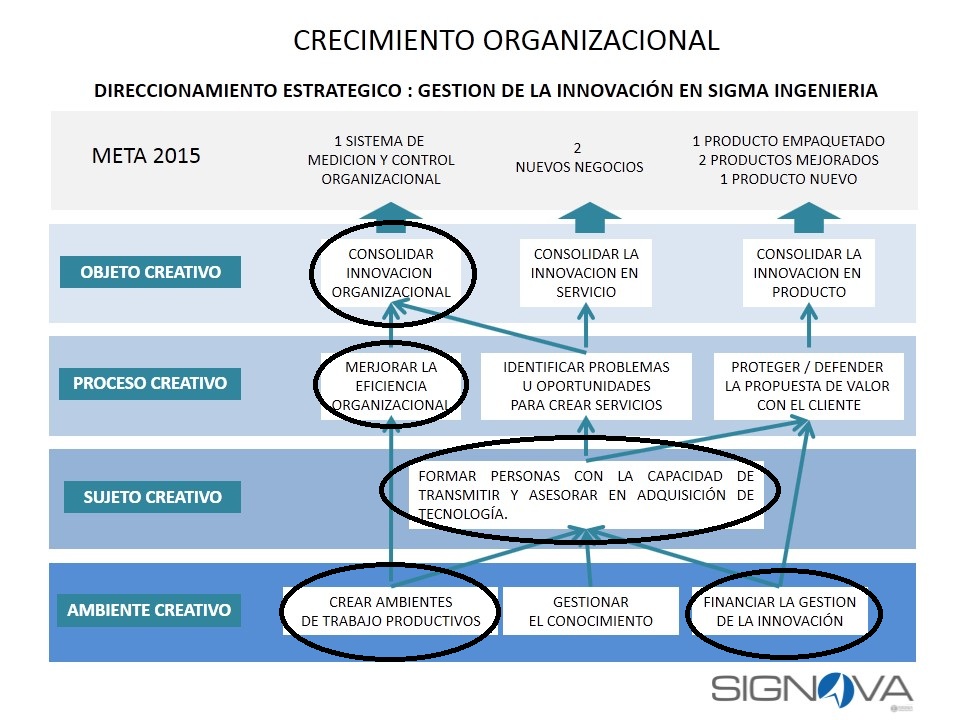 CRECIMIENTO ORGANIZACIONAL
DIRECCIONAMIENTO ESTRATEGICO : GESTION DE LA INNOVACIÓN EN SIGMA INGENIERIA
META 2015
1 SISTEMA DE
MEDICION Y CONTROL
ORGANIZACIONAL
2
NUEVOS NEGOCIOS
1 PRODUCTO EMPAQUETADO
2 PRODUCTOS MEJORADOS
1 PRODUCTO NUEVO
OBJETO CREATIVO
CONSOLIDAR
INNOVACION
ORGANIZACIONAL
CONSOLIDAR LA
INNOVACION EN
SERVICIO
CONSOLIDAR LA
INNOVACION EN
PRODUCTO
PROCESO CREATIVO
MERJORAR LA
EFICIENCIA
ORGANIZACIONAL
IDENTIFICAR PROBLEMAS
U OPORTUNIDADES
PARA CREAR SERVICIOS
PROTEGER / DEFENDER
LA PROPUESTA DE VALOR
CON EL CLIENTE
SUJETO CREATIVO
FORMAR PERSONAS CON LA CAPACIDAD DE
TRANSMITIR Y ASESORAR EN ADQUISICIÓN DE
TECNOLOGÍA.
AMBIENTE CREATIVO
CREAR AMBIENTES
DE TRABAJO PRODUCTIVOS
GESTIONAR
EL CONOCIMIENTO
FINANCIAR LA GESTION
DE LA INNOVACIÓN
SIGNOVA